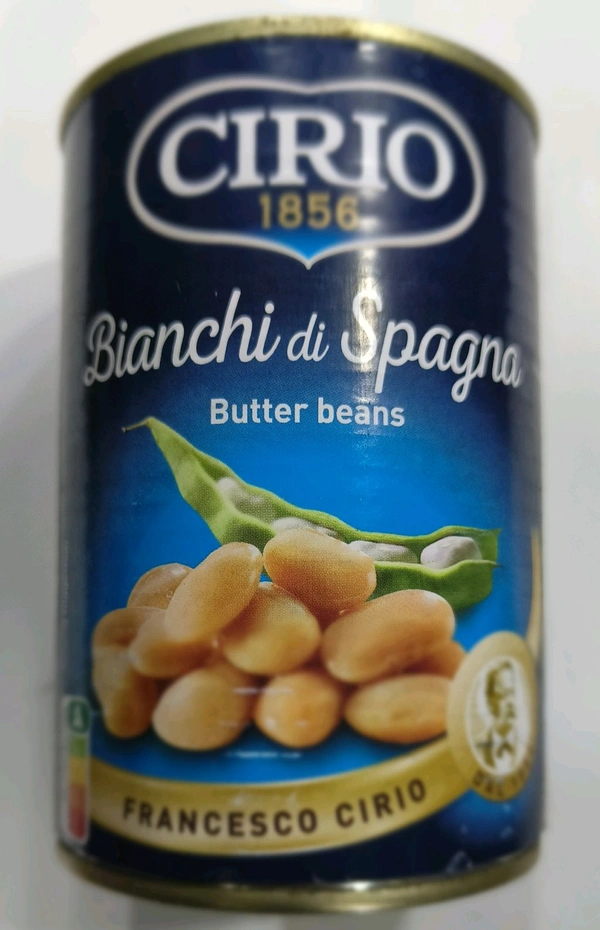 CIRIO
1856
Bianchi di Spagna
Butter beans
FRANCESCO CIRIO
A